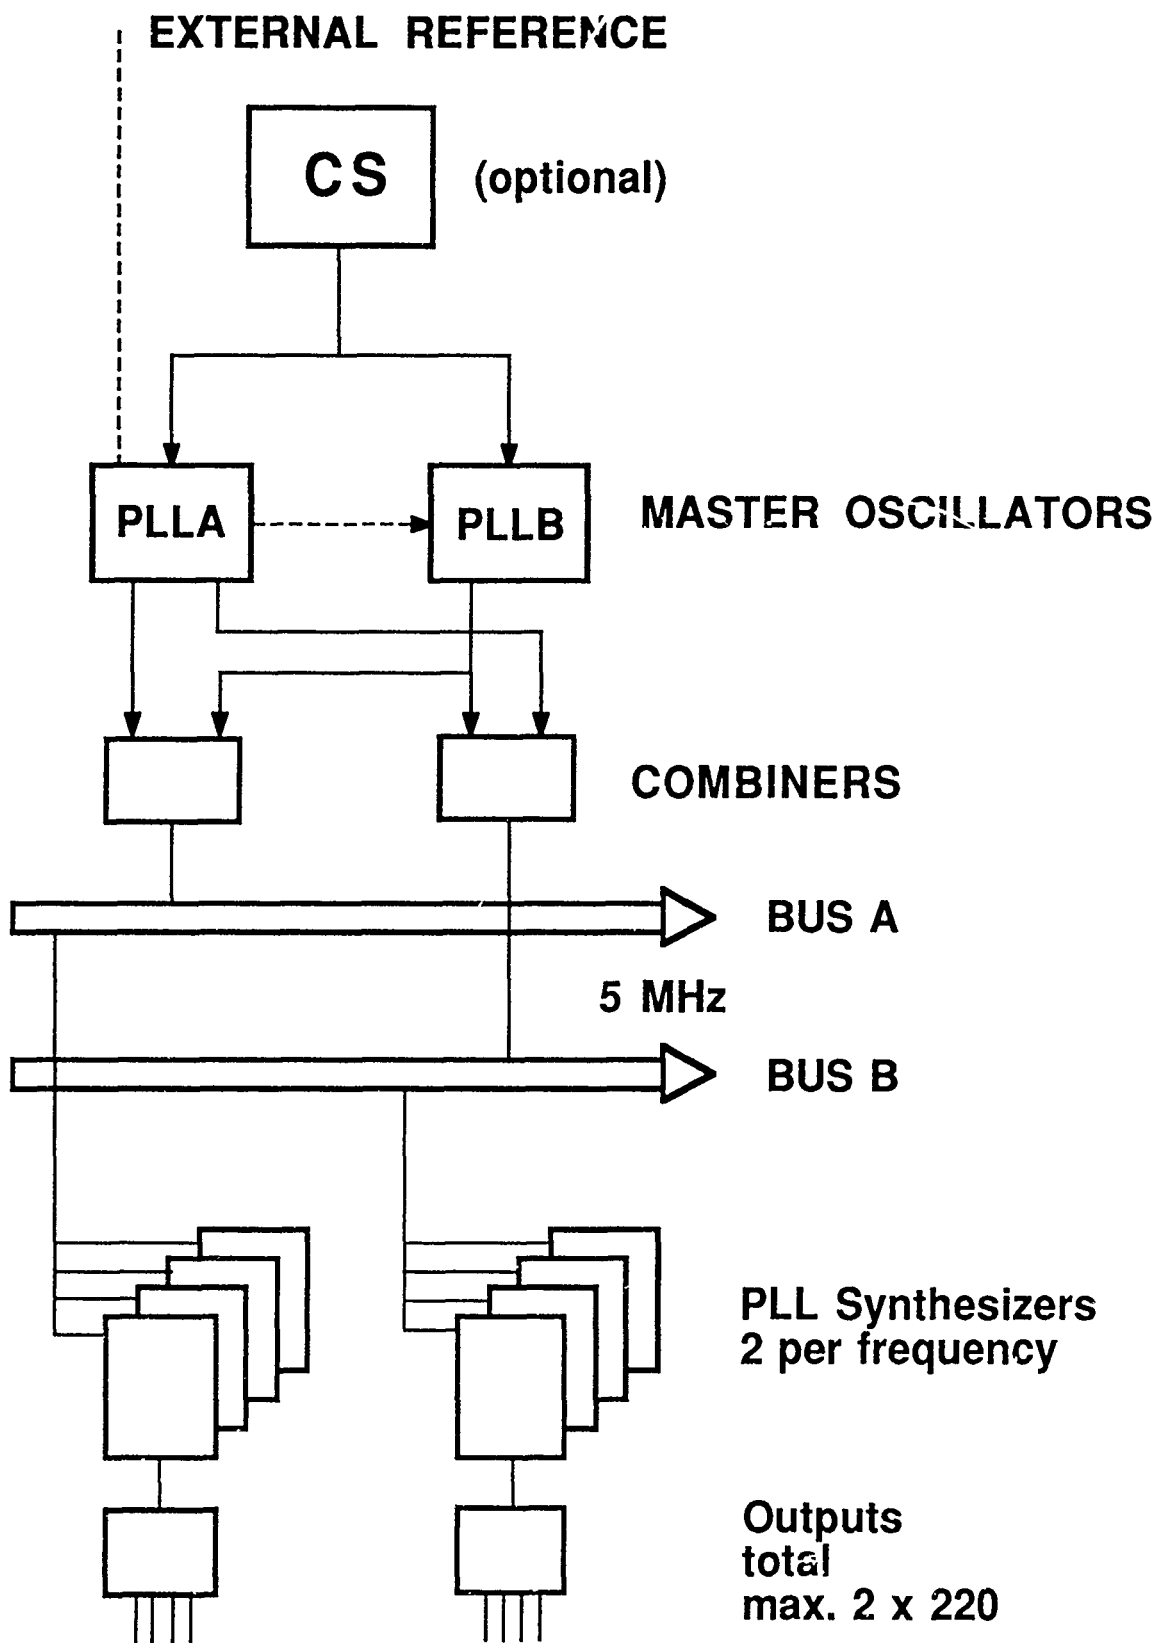 EXTERNAL REFERENCE
CS
(optional)
PLLA
PLLB
MASTER OSCILLATORS
COMBINERS
BUS A
5 MHz
BUS B
PLL Synthesizers
2 per frequency
Outputs
total
max. 2 x 220